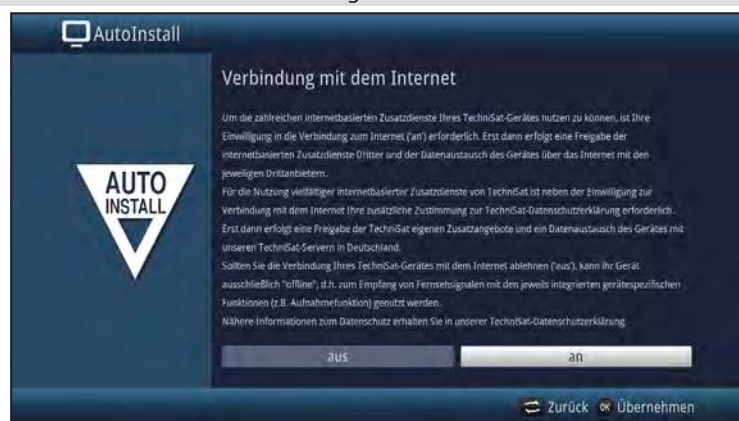 AutoInstall
Verbindung mit dem Internet
Um die zahlreichen internetbasierten Zusatzdienste Ihres TechniSat-Gerätes nutzen zu können, ist Ihre
Einwilligung in die Verbindung zum Internet ('an') erforderlich. Erst dann erfolgt eine Freigabe der
internetbasierten Zusatzdienste Dritter und der Datenaustausch des Gerätes über das Internet mit den
jeweiligen Drittanbietern.
Für die Nutzung vielfältiger internetbasierter Zusatzdienste von TechniSat ist neben der Einwilligung zur
Verbindung mit dem Internet Ihre zusätzliche Zustimmung zur TechniSat-Datenschutzerklärung erforderlich.
Erst dann erfolgt eine Freigabe der TechniSat eigenen Zusatzangebote und ein Datenaustausch des Gerätes mit
unseren TechniSat-Servern in Deutschland.
Sollten Sie die Verbindung Ihres TechniSat-Gerätes mit dem Internet ablehnen ('aus'), kann ihr Gerät
ausschließlich "offline", d.h. zum Empfang von Fernsehsignalen mit den jeweils integrierten gerätespezifischen
Funktionen (z.B. Aufnahmefunktion) genutzt werden.
Nähere Informationen zum Datenschutz erhalten Sie in unserer TechniSat-Datenschutzerklärung.
AUTO
INSTALL
aus an
Zurück OK Übernehmen